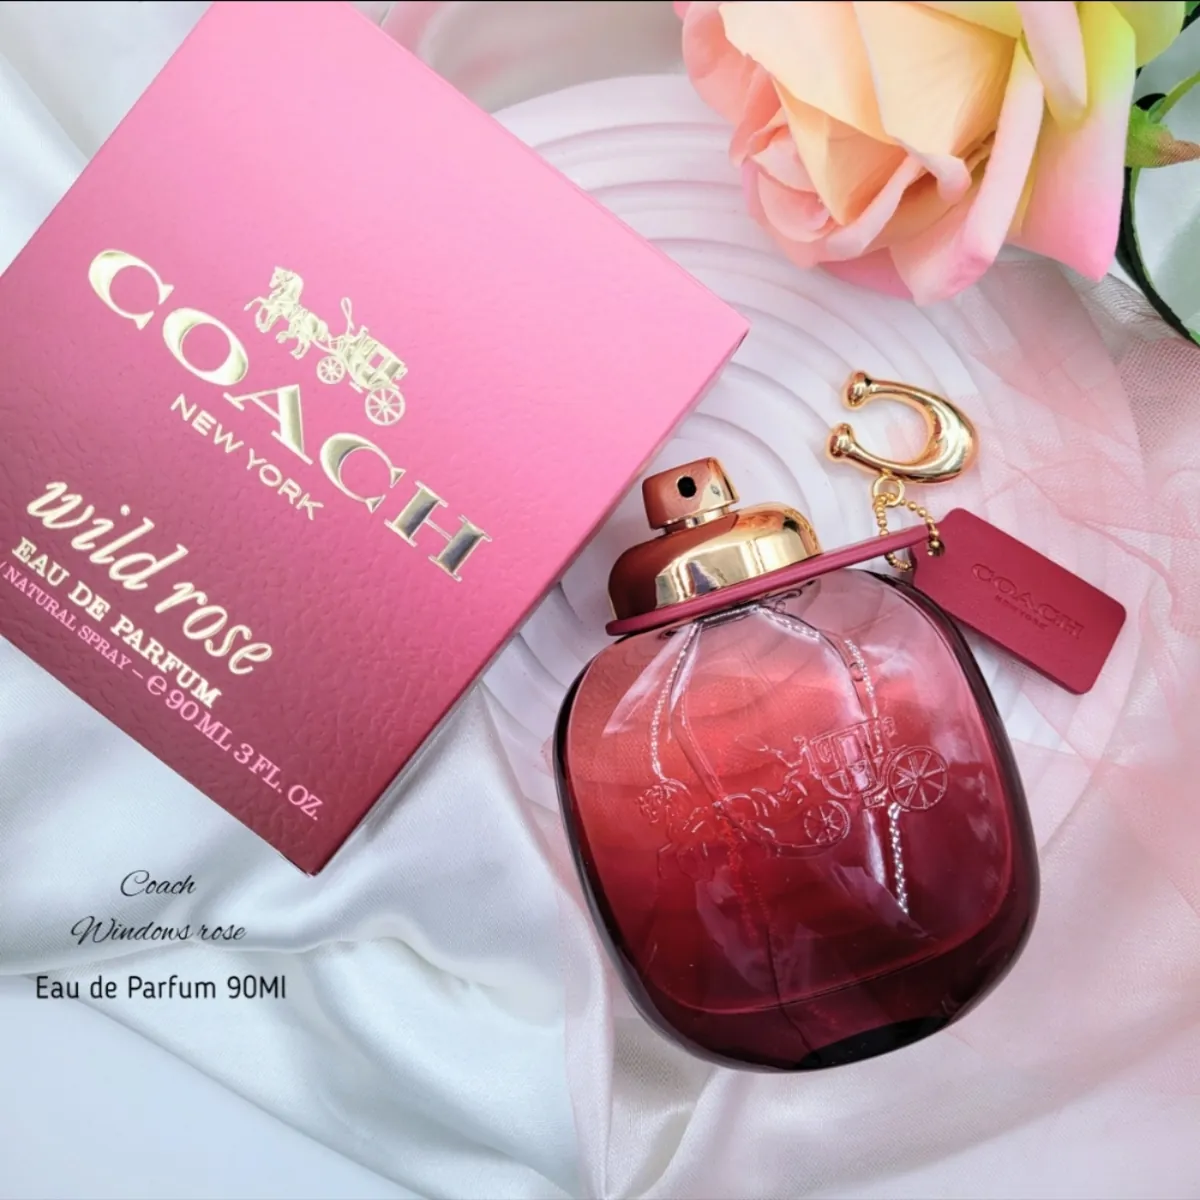 COACH
NEW YORK
wild rose
EAU DE PARFUM
NATURAL SPRAY – e 90 ML 3 FL. OZ.
COACH
NEW YORK
Coach
Windows rose
Eau de Parfum 90Ml